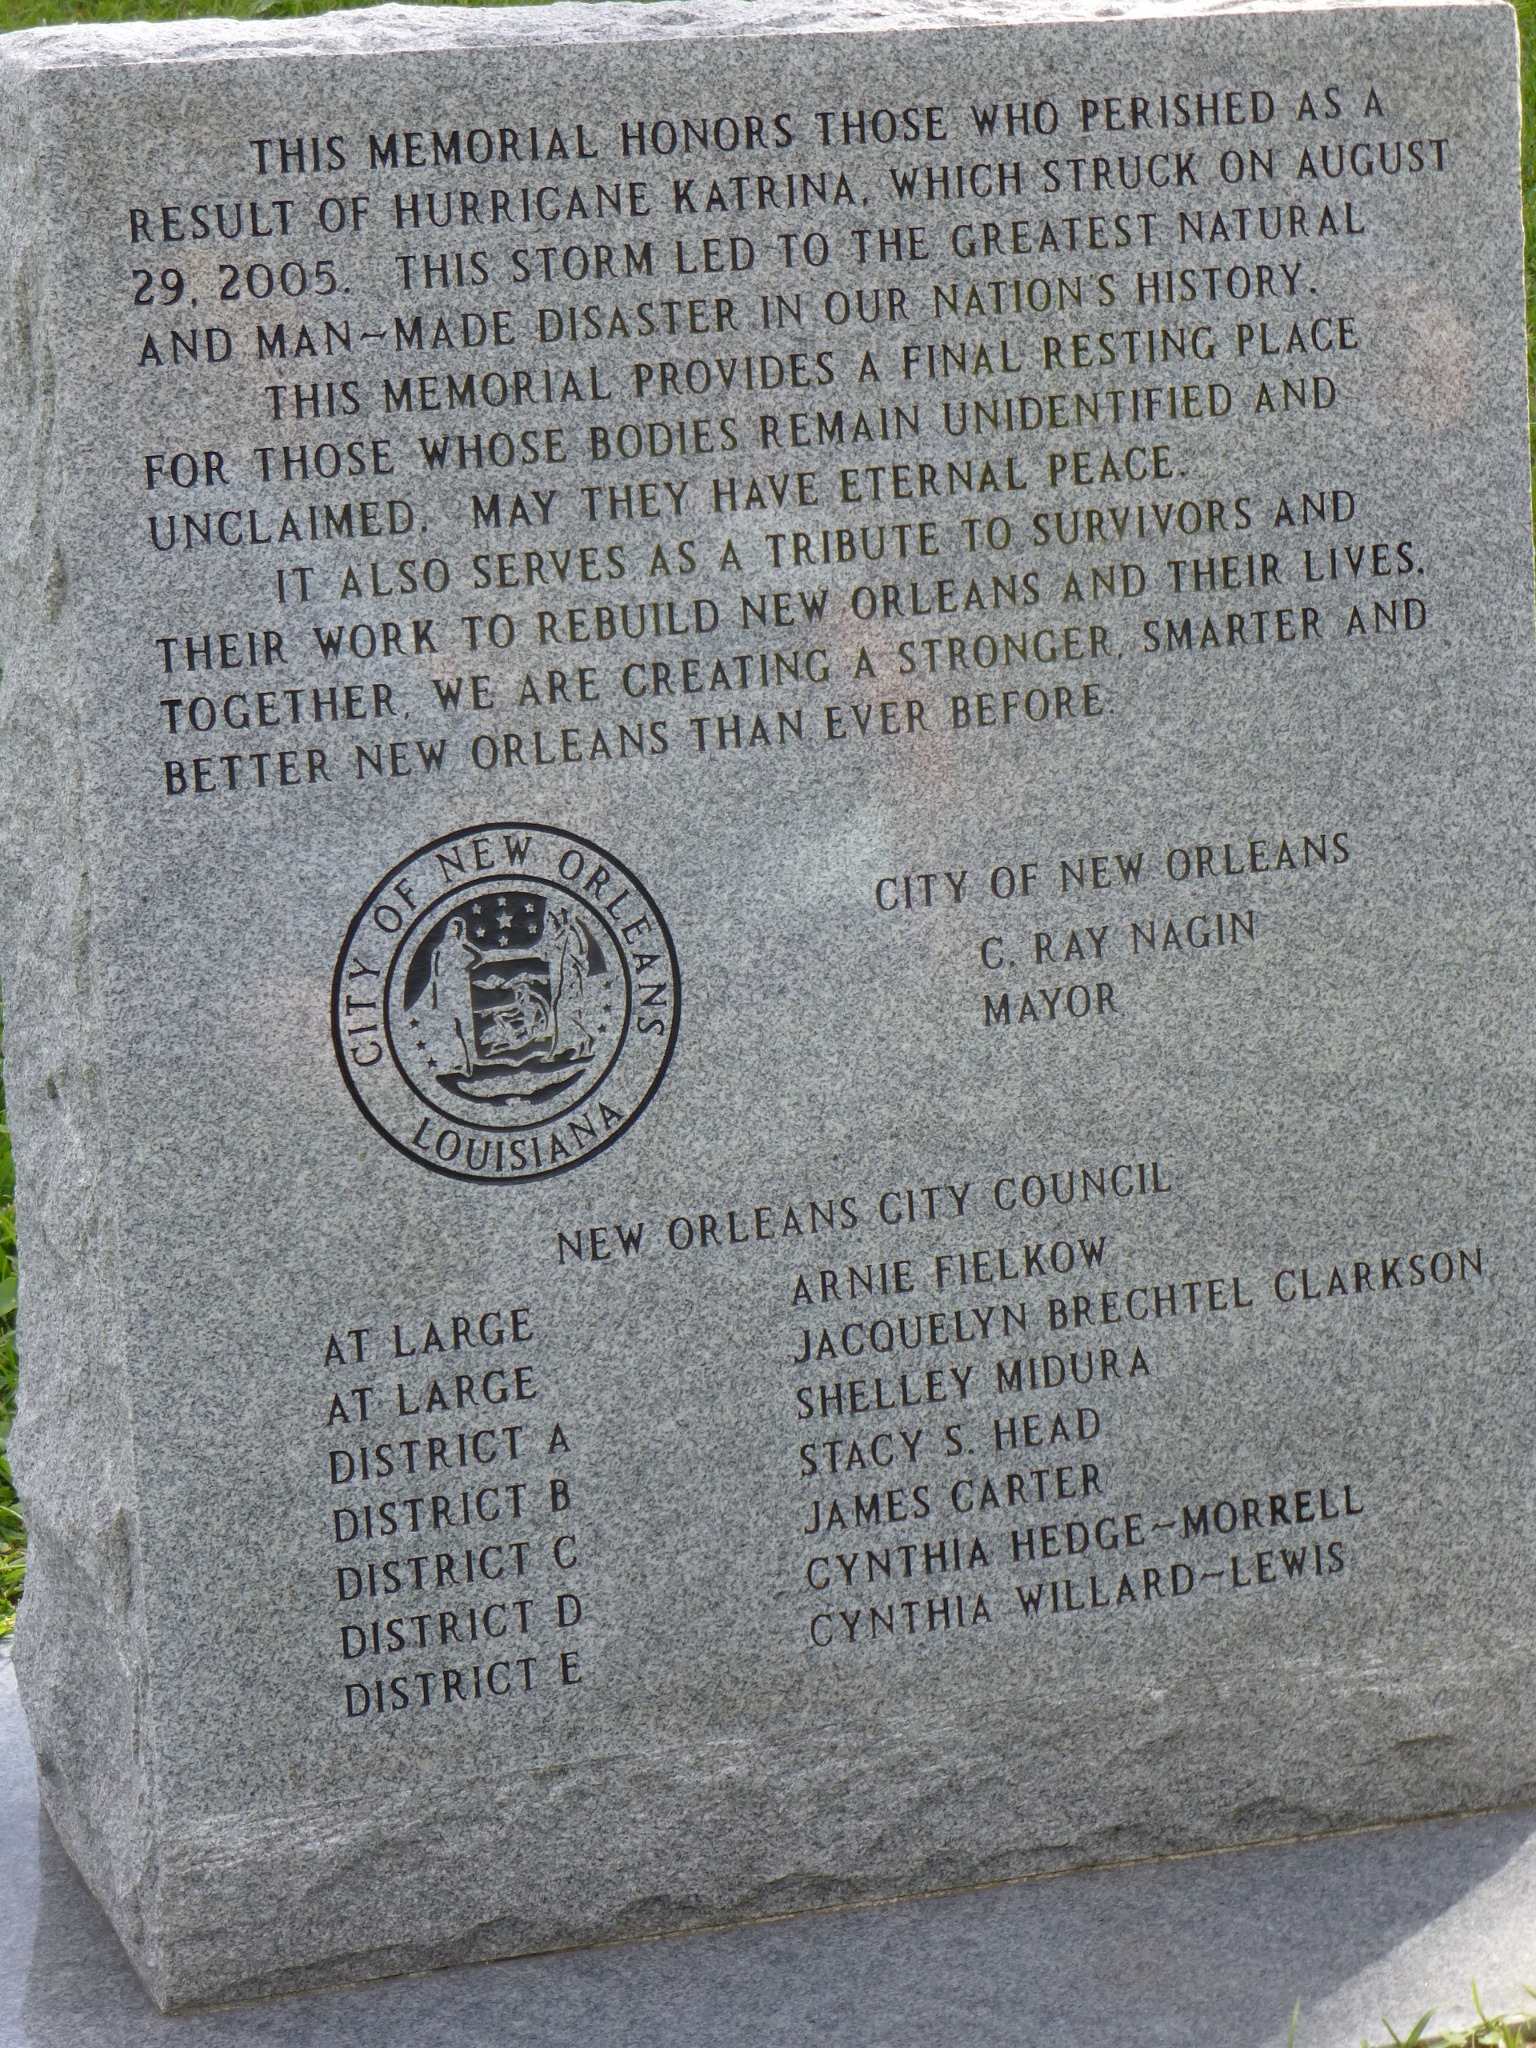 THIS MEMORIAL HONORS THOSE WHO PERISHED AS A
RESULT OF HURRICANE KATRINA, WHICH STRUCK ON AUGUST
29, 2005. THIS STORM LED TO THE GREATEST NATURAL
AND MAN~MADE DISASTER IN OUR NATION'S HISTORY.
THIS MEMORIAL PROVIDES A FINAL RESTING PLACE
FOR THOSE WHOSE BODIES REMAIN UNIDENTIFIED AND
UNCLAIMED. MAY THEY HAVE ETERNAL PEACE.
IT ALSO SERVES AS A TRIBUTE TO SURVIVORS AND
THEIR WORK TO REBUILD NEW ORLEANS AND THEIR LIVES.
TOGETHER, WE ARE CREATING A STRONGER, SMARTER AND
BETTER NEW ORLEANS THAN EVER BEFORE.
CITY OF NEW ORLEANS
LOUISIANA
CITY OF NEW ORLEANS
C. RAY NAGIN
MAYOR
NEW ORLEANS CITY COUNCIL
AT LARGE ARNIE FIELKOW
AT LARGE JACQUELYN BRECHTEL CLARKSON
DISTRICT A SHELLEY MIDURA
DISTRICT B STACY S. HEAD
DISTRICT C JAMES CARTER
DISTRICT D CYNTHIA HEDGE~MORRELL
DISTRICT E CYNTHIA WILLARD~LEWIS